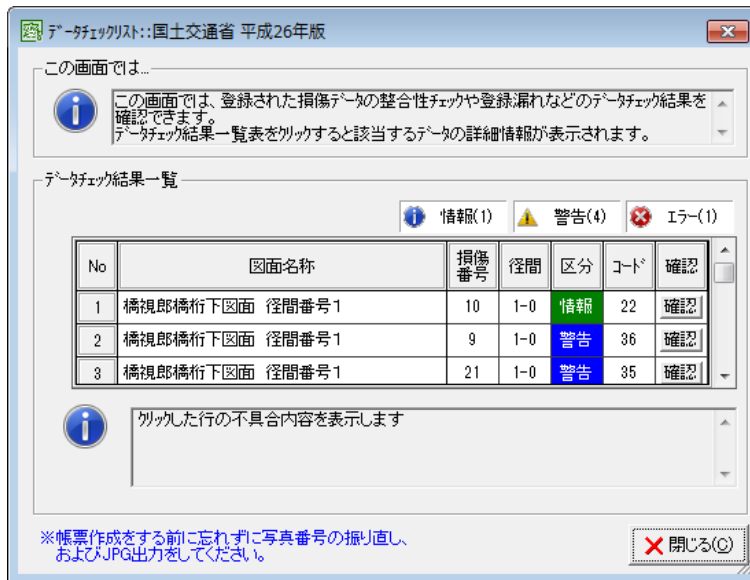 ﾃﾞｰﾀﾁｪｯｸﾘｽﾄ::国土交通省 平成26年版
この画面では...
この画面では、登録された損傷ﾃﾞｰﾀの整合性ﾁｪｯｸや登録漏れなどのﾃﾞｰﾀﾁｪｯｸ結果を
確認できます。
ﾃﾞｰﾀﾁｪｯｸ結果一覧表をｸﾘｯｸすると該当するﾃﾞｰﾀの詳細情報が表示されます。
ﾃﾞｰﾀﾁｪｯｸ結果一覧
情報(1) 警告(4) ｴﾗｰ(1)
No 図面名称 損傷番号 径間 区分 ｺｰﾄﾞ 確認
1 橋視郎橋桁下図面 径間番号1 10 1-0 情報 22 確認
2 橋視郎橋桁下図面 径間番号1 9 1-0 警告 36 確認
3 橋視郎橋桁下図面 径間番号1 21 1-0 警告 35 確認
ｸﾘｯｸした行の不具合内容を表示します
※帳票作成をする前に忘れずに写真番号の振り直し、
およびJPG出力をしてください。
閉じる(C)